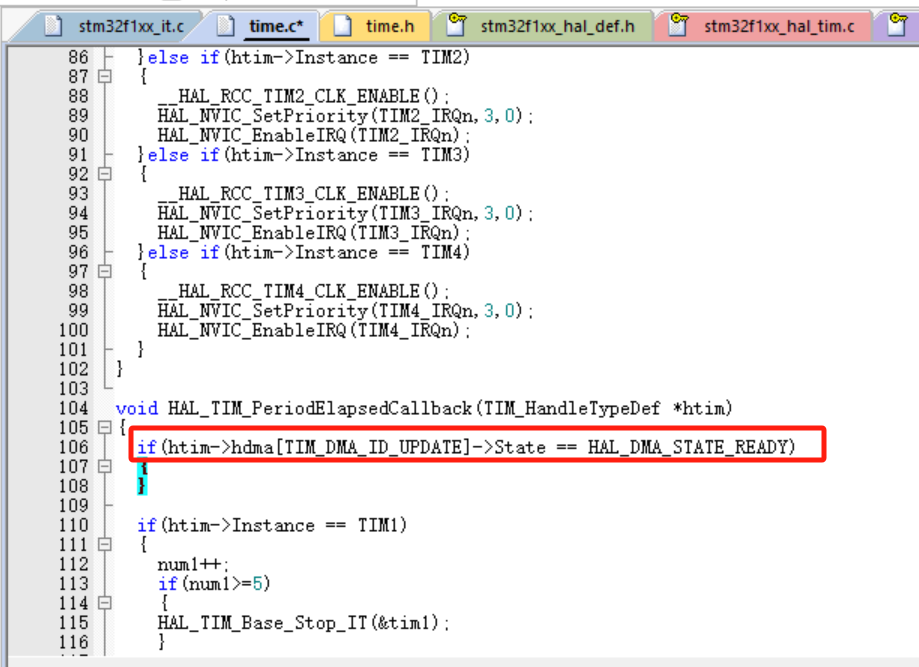 stm32f1xx_it.c time.c* time.h stm32f1xx_hal_def.h stm32f1xx_hal_tim.c
86 }else if(htim->Instance == TIM2)
87 {
88 __HAL_RCC_TIM2_CLK_ENABLE();
89 HAL_NVIC_SetPriority(TIM2_IRQn,3,0);
90 HAL_NVIC_EnableIRQ(TIM2_IRQn);
91 }else if(htim->Instance == TIM3)
92 {
93 __HAL_RCC_TIM3_CLK_ENABLE();
94 HAL_NVIC_SetPriority(TIM3_IRQn,3,0);
95 HAL_NVIC_EnableIRQ(TIM3_IRQn);
96 }else if(htim->Instance == TIM4)
97 {
98 __HAL_RCC_TIM4_CLK_ENABLE();
99 HAL_NVIC_SetPriority(TIM4_IRQn,3,0);
100 HAL_NVIC_EnableIRQ(TIM4_IRQn);
101 }
102 }
103
104 void HAL_TIM_PeriodElapsedCallback(TIM_HandleTypeDef *htim)
105 {
106 if(htim->hdma[TIM_DMA_ID_UPDATE]->State == HAL_DMA_STATE_READY)
107 {
108 }
109
110 if(htim->Instance == TIM1)
111 {
112 num1++;
113 if(num1>=5)
114 {
115 HAL_TIM_Base_Stop_IT(&tim1);
116 }